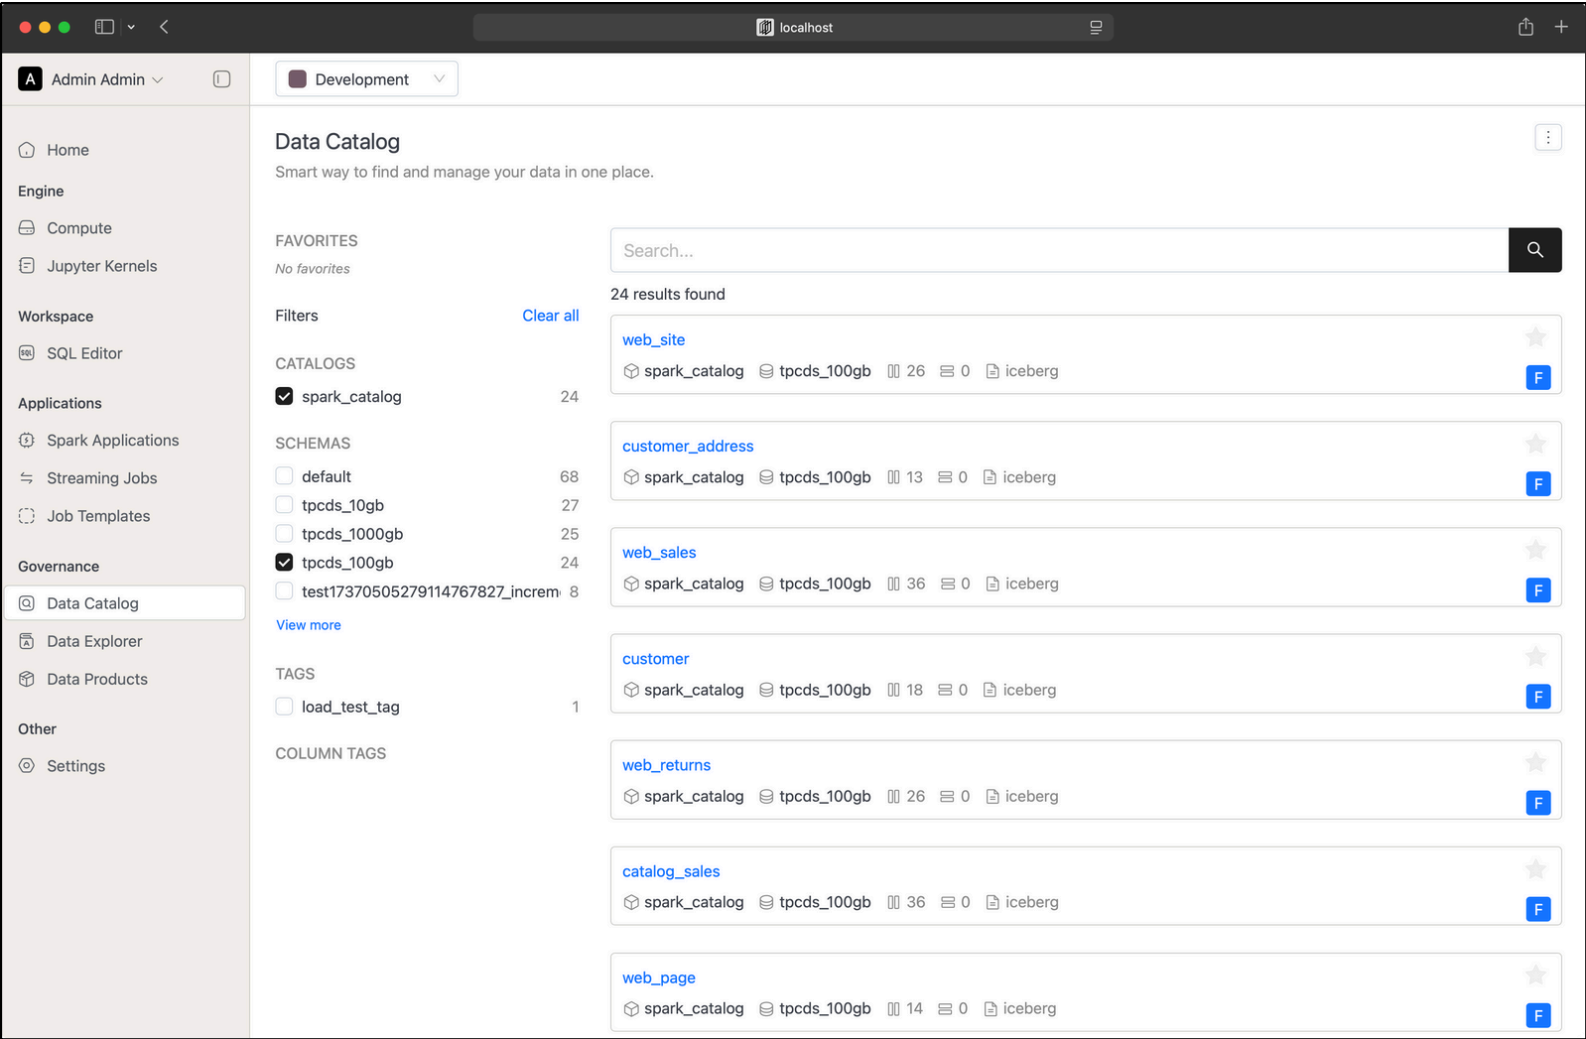 localhost
A Admin Admin
Development
Home
Engine
Compute
Jupyter Kernels
Workspace
SQL Editor
Applications
Spark Applications
Streaming Jobs
Job Templates
Governance
Data Catalog
Data Explorer
Data Products
Other
Settings
Data Catalog
Smart way to find and manage your data in one place.
FAVORITES
No favorites
Filters Clear all
CATALOGS
spark_catalog 24
SCHEMAS
default 68
tpcds_10gb 27
tpcds_1000gb 25
tpcds_100gb 24
test17370505279114767827_increm 8
View more
TAGS
load_test_tag 1
COLUMN TAGS
Search...
24 results found
web_site
spark_catalog tpcds_100gb 26 0 iceberg
F
customer_address
spark_catalog tpcds_100gb 13 0 iceberg
F
web_sales
spark_catalog tpcds_100gb 36 0 iceberg
F
customer
spark_catalog tpcds_100gb 18 0 iceberg
F
web_returns
spark_catalog tpcds_100gb 26 0 iceberg
F
catalog_sales
spark_catalog tpcds_100gb 36 0 iceberg
F
web_page
spark_catalog tpcds_100gb 14 0 iceberg
F